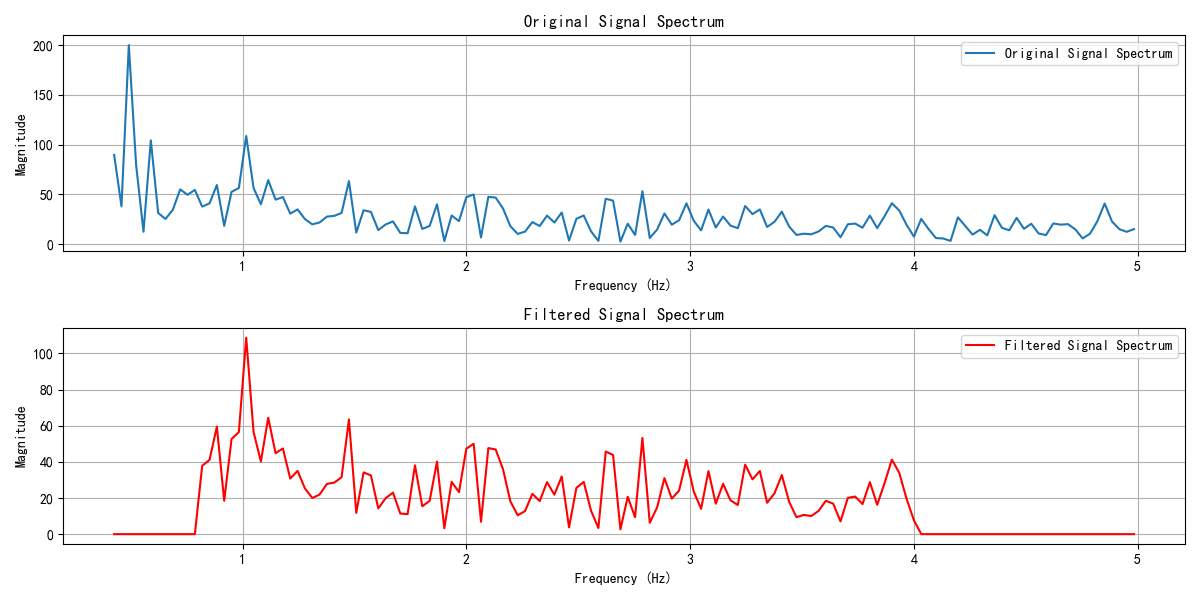 Original Signal Spectrum
Original Signal Spectrum
200
150
100
50
0
Magnitude
1 2 3 4 5
Frequency (Hz)
Filtered Signal Spectrum
Filtered Signal Spectrum
100
80
60
40
20
0
Magnitude
1 2 3 4 5
Frequency (Hz)